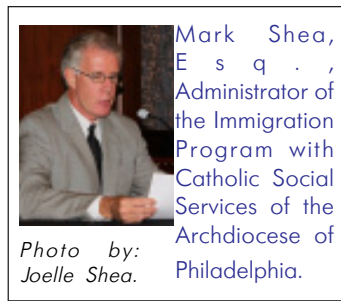 Mark Shea,
Esq.,
Administrator of
the Immigration
Program with
Catholic Social
Services of the
Archdiocese of
Philadelphia.
Photo by:
Joelle Shea.